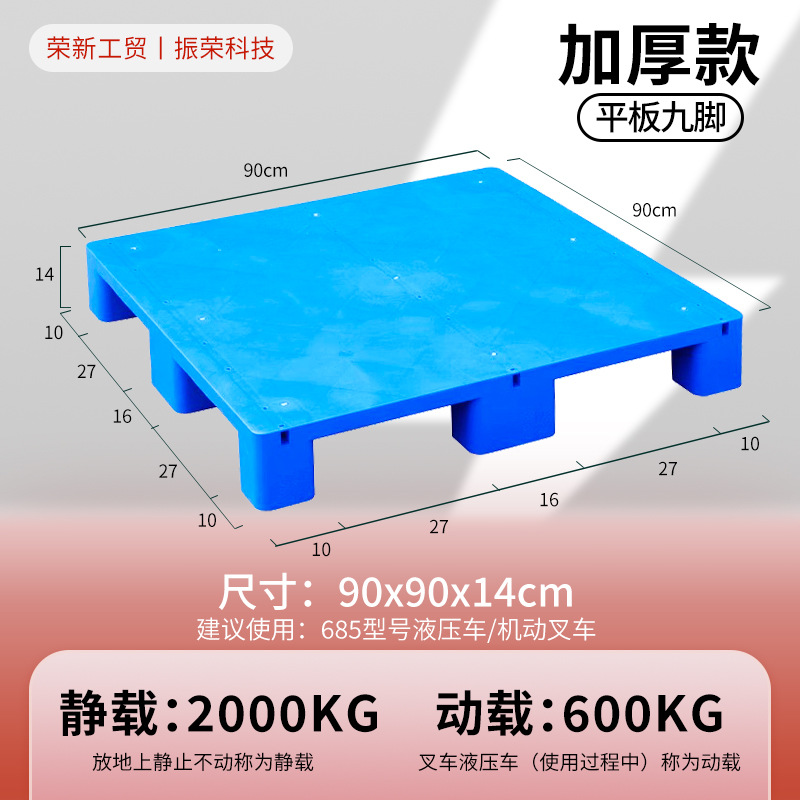 荣新工贸丨振荣科技
加厚款
平板九脚
90cm
90cm
14
10
27
16
27
10
10
27
16
27
10
尺寸：90x90x14cm
建议使用：685型号液压车/机动叉车
静载：2000KG
放地上静止不动称为静载
动载：600KG
叉车液压车（使用过程中）称为动载